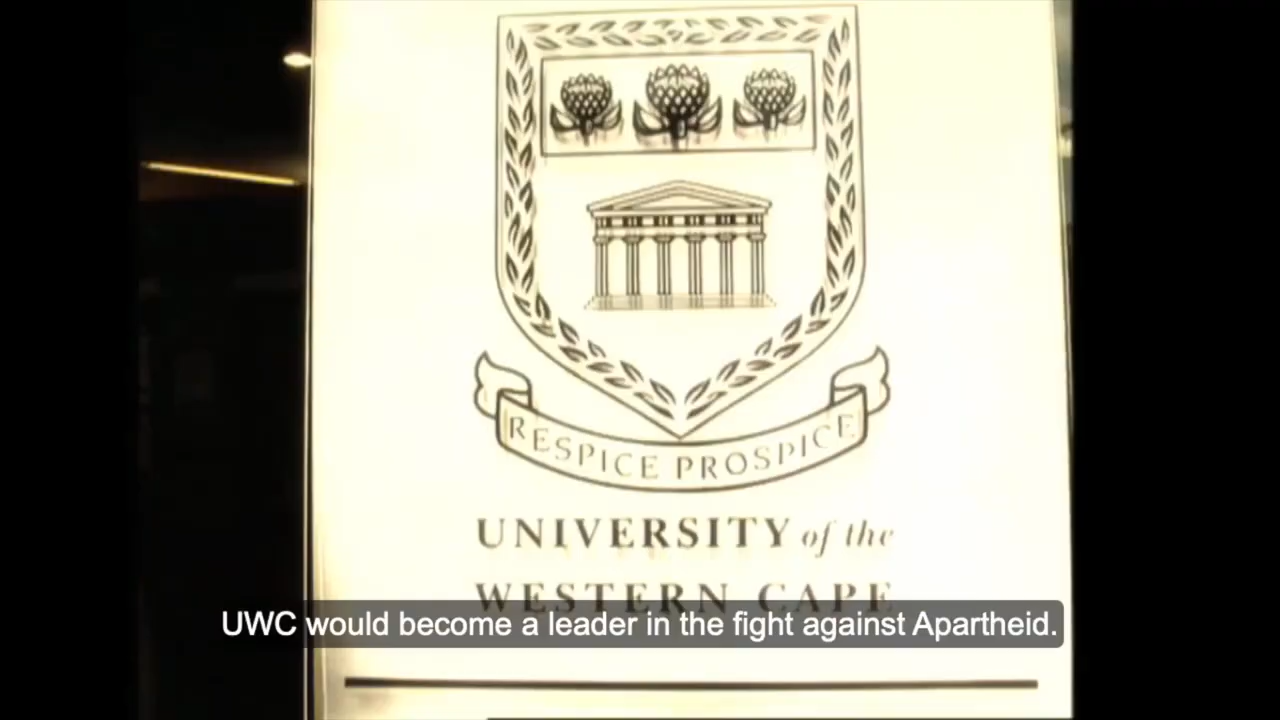 RESPICE PROSPICE
UNIVERSITY of the
WESTERN CAPE
UWC would become a leader in the fight against Apartheid.